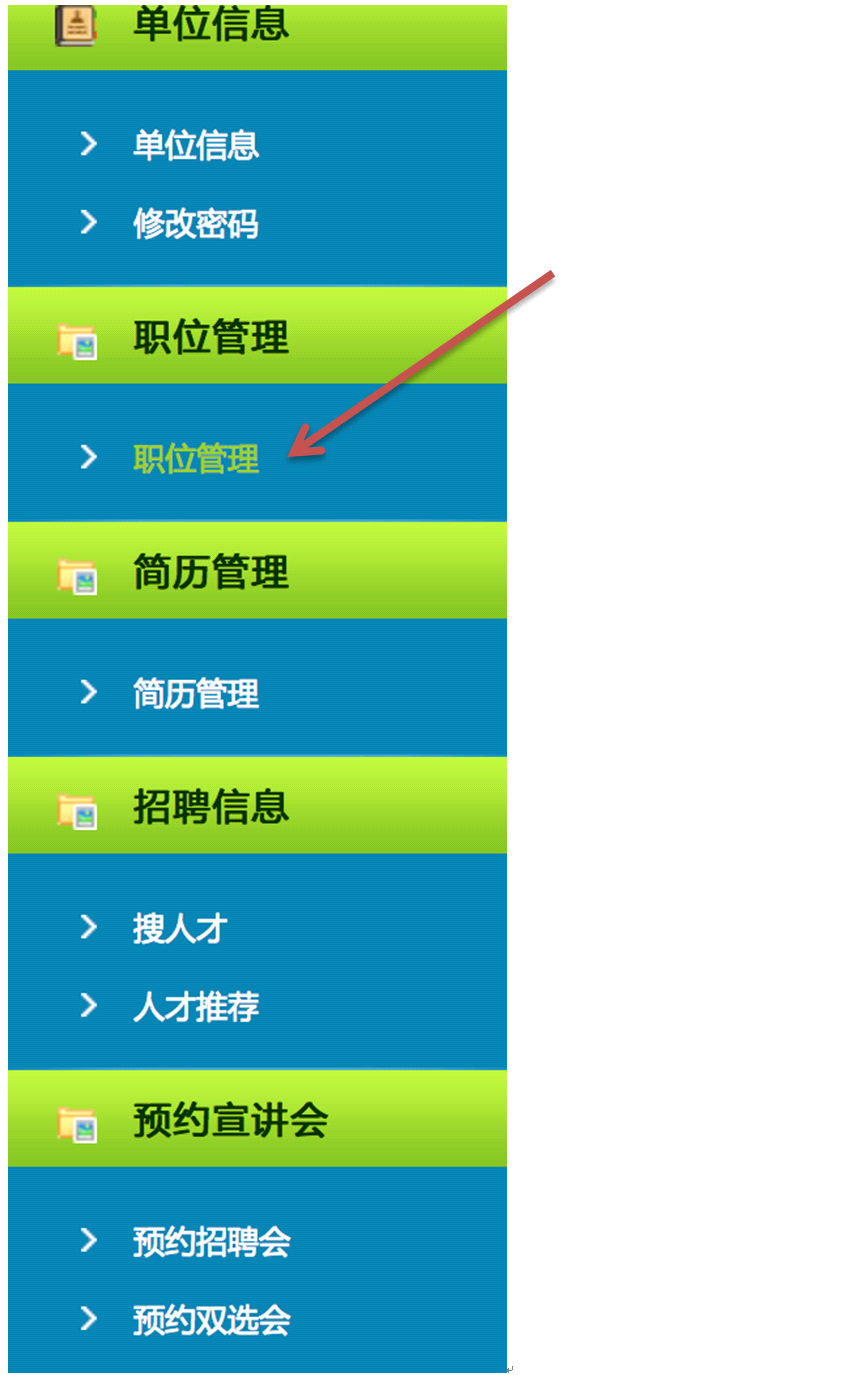 单位信息
单位信息
修改密码
职位管理
职位管理
简历管理
简历管理
招聘信息
搜人才
人才推荐
预约宣讲会
预约招聘会
预约双选会